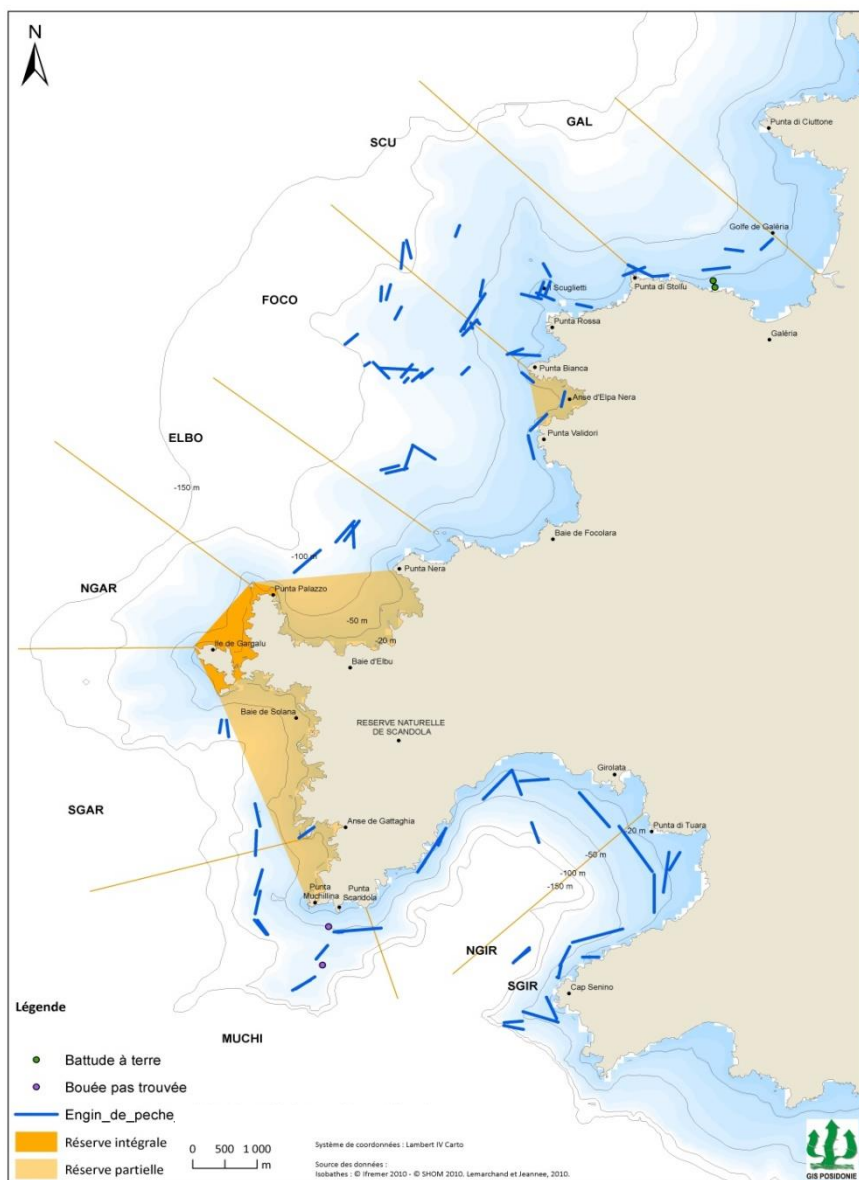 N
GAL
Punta di Ciuttone
SCU
Golfe de Galéria
FOCO
Scuglietti
Punta di Stollu
Punta Rossa
Galéria
Punta Bianca
Anse d'Elpa Nera
ELBO
Punta Validori
-150 m
Baie de Focolara
-100 m
Punta Nera
NGAR
Punta Palazzo
-50 m
-20 m
Ile de Gargalu
Baie d'Elbu
Baie de Solana
RESERVE NATURELLE
DE SCANDOLA
Girolata
SGAR
Anse de Gattaghia
-20 m
Punta di Tuara
-50 m
-100 m
-150 m
Punta
Muchillina
Punta
Scandola
NGIR
SGIR
Cap Senino
MUCHI
Légende
Battude à terre
Bouée pas trouvée
Engin_de_peche_
Réserve intégrale
Réserve partielle
0 500 1 000
m
Système de coordonnées : Lambert IV Carto
Source des données :
Isobathes : © Ifremer 2010 - © SHOM 2010. Lemarchand et Jeannee, 2010.
GIS POSIDONIE